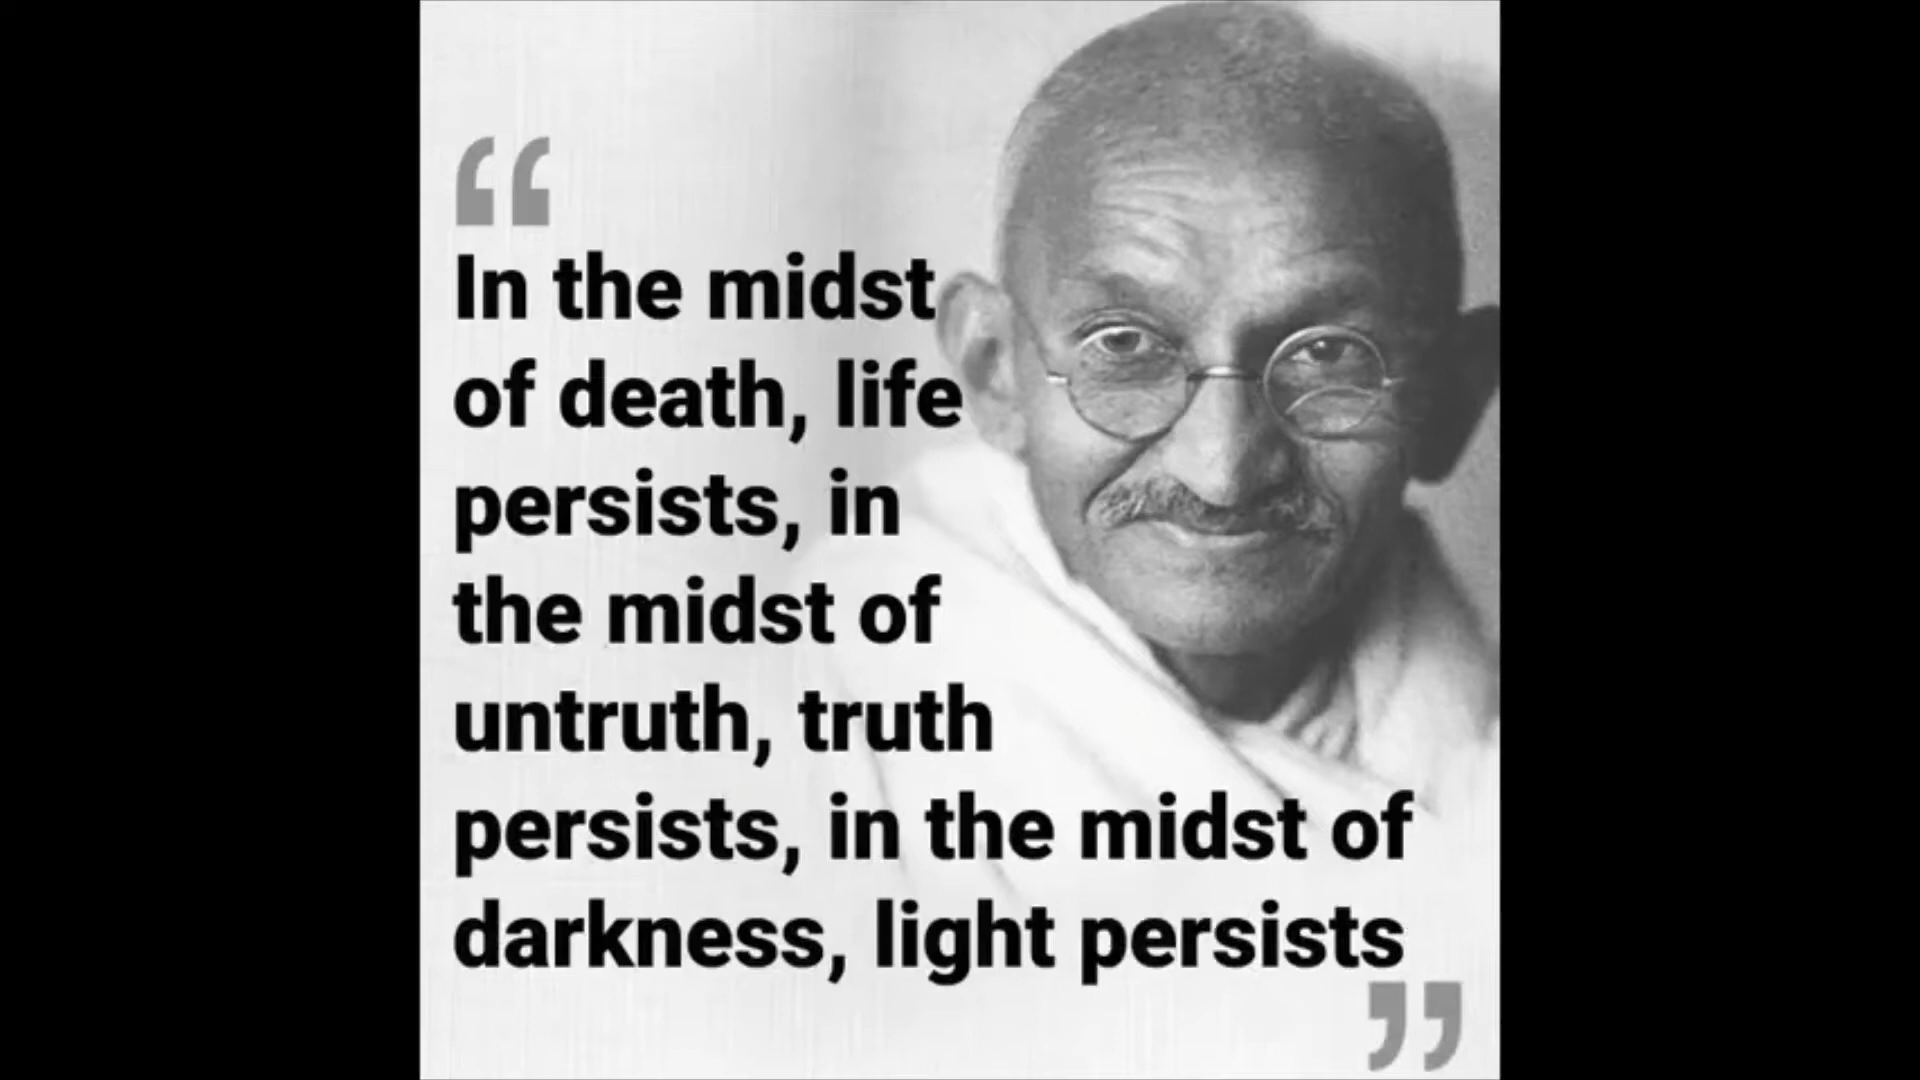 “
In the midst
of death, life
persists, in
the midst of
untruth, truth
persists, in the midst of
darkness, light persists
”